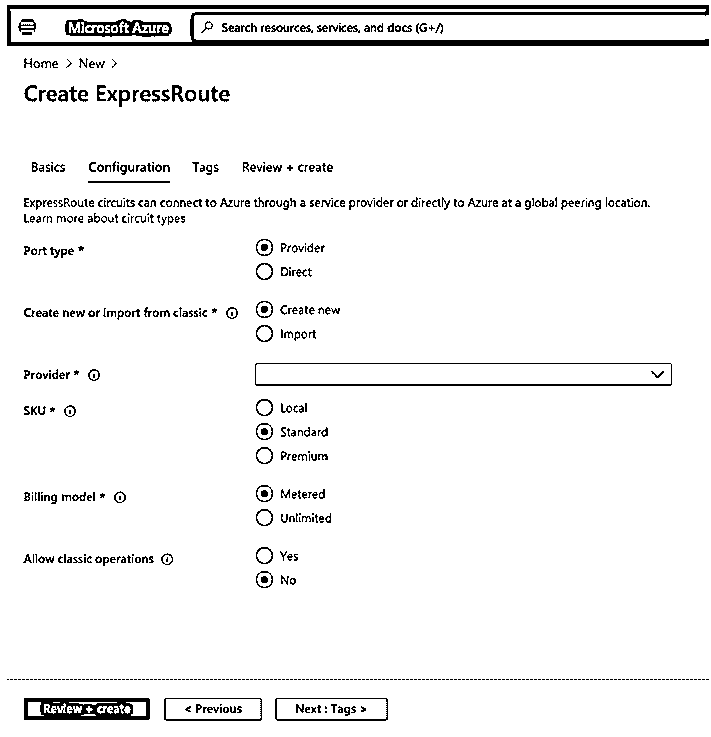 Microsoft Azure
Search resources, services, and docs (G+/)
Home > New >
Create ExpressRoute
Basics Configuration Tags Review + create
ExpressRoute circuits can connect to Azure through a service provider or directly to Azure at a global peering location.
Learn more about circuit types
Port type *
Provider
Direct
Create new or import from classic *
Create new
Import
Provider *
SKU *
Local
Standard
Premium
Billing model *
Metered
Unlimited
Allow classic operations
Yes
No
Review + create
< Previous
Next : Tags >